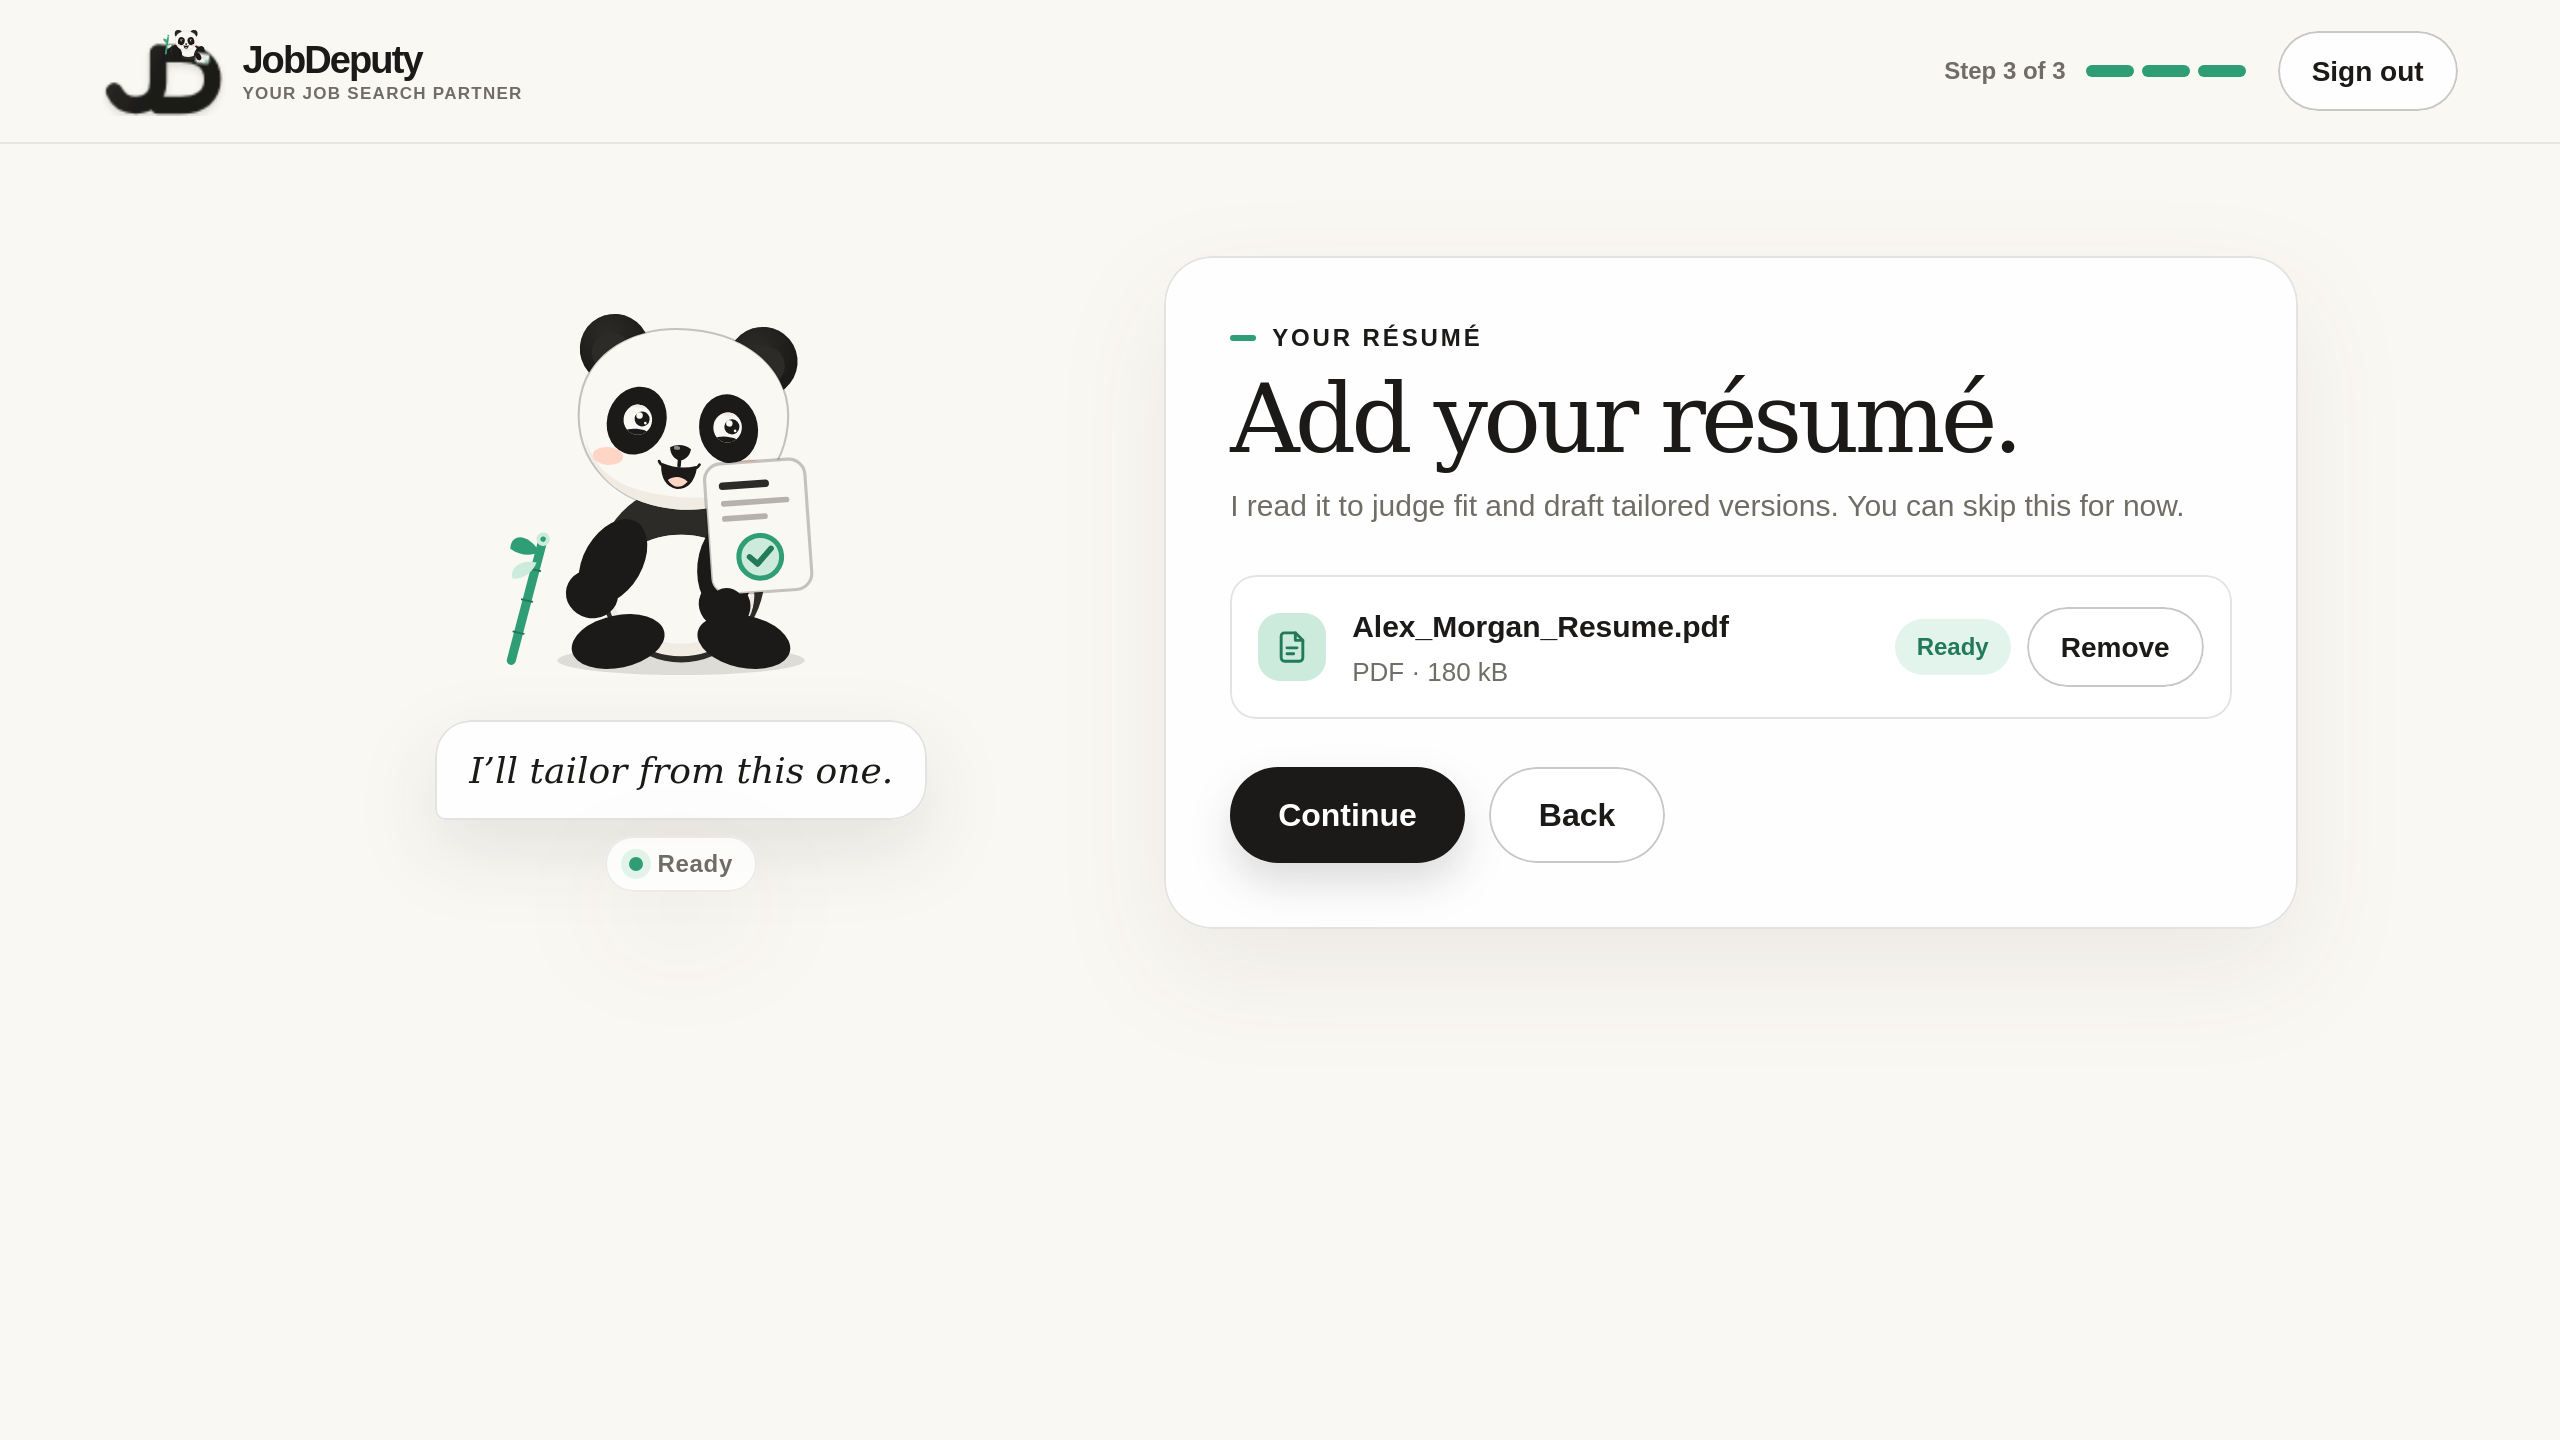 JobDeputy
YOUR JOB SEARCH PARTNER
Step 3 of 3
Sign out
I’ll tailor from this one.
Ready
YOUR RÉSUMÉ
Add your résumé.
I read it to judge fit and draft tailored versions. You can skip this for now.
Alex_Morgan_Resume.pdf
PDF · 180 kB
Ready
Remove
Continue
Back